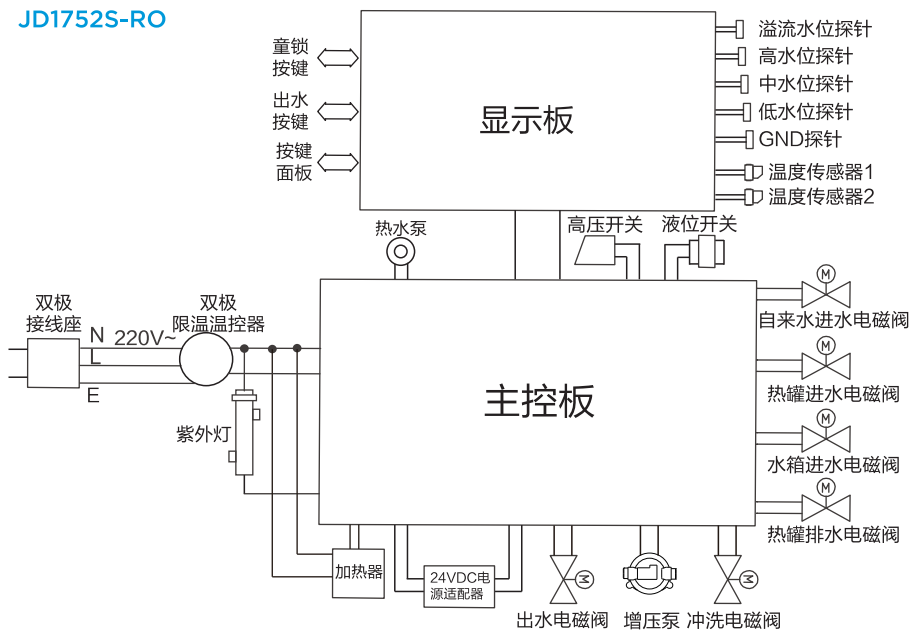 JD1752S-RO
童锁
按键
出水
按键
按键
面板
显示板
溢流水位探针
高水位探针
中水位探针
低水位探针
GND探针
温度传感器1
温度传感器2
热水泵
高压开关
液位开关
双极
接线座
N
220V~
L
E
双极
限温温控器
紫外灯
主控板
M
自来水进水电磁阀
M
热罐进水电磁阀
M
水箱进水电磁阀
M
热罐排水电磁阀
加热器
24VDC电
源适配器
M
出水电磁阀
增压泵
M
冲洗电磁阀